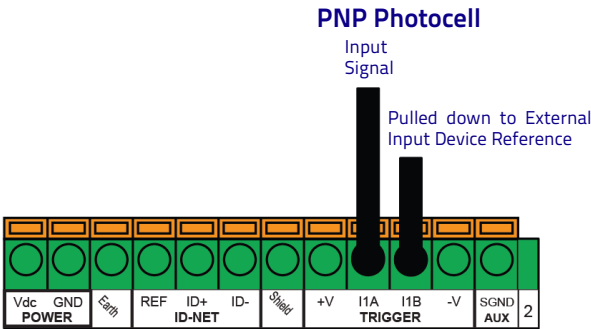 PNP Photocell
Input
Signal
Pulled down to External
Input Device Reference
Vdc GND Earth REF ID+ ID- Shield +V I1A I1B -V SGND 2
POWER ID-NET TRIGGER AUX